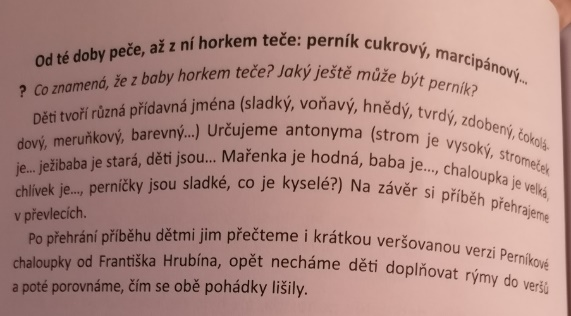 Od té doby peče, až z ní horkem teče: perník cukrový, marcipánový...
? Co znamená, že z baby horkem teče? Jaký ještě může být perník?
Děti tvoří různá přídavná jména (sladký, voňavý, hnědý, tvrdý, zdobený, čokolá-
dový, meruňkový, barevný...) Určujeme antonyma (strom je vysoký, stromeček
je... ježibaba je stará, děti jsou... Mařenka je hodná, baba je..., chaloupka je velká,
chlívek je..., perníčky jsou sladké, co je kyselé?) Na závěr si příběh přehrajeme
v převlecích.
Po přehrání příběhu dětmi jim přečteme i krátkou veršovanou verzi Perníkové
chaloupky od Františka Hrubína, opět necháme děti doplňovat rýmy do veršů
a poté porovnáme, čím se obě pohádky lišily.